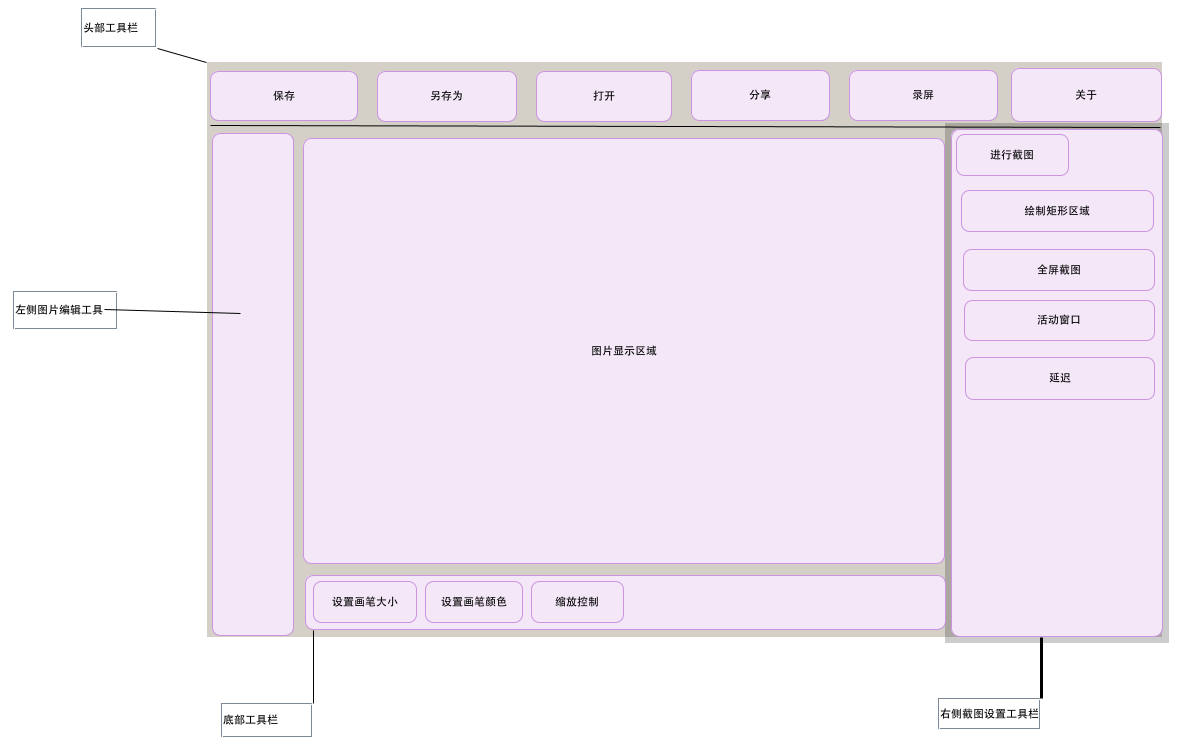 头部工具栏
保存
另存为
打开
分享
录屏
关于
进行截图
绘制矩形区域
全屏截图
活动窗口
延迟
左侧图片编辑工具
图片显示区域
设置画笔大小
设置画笔颜色
缩放控制
底部工具栏
右侧截图设置工具栏